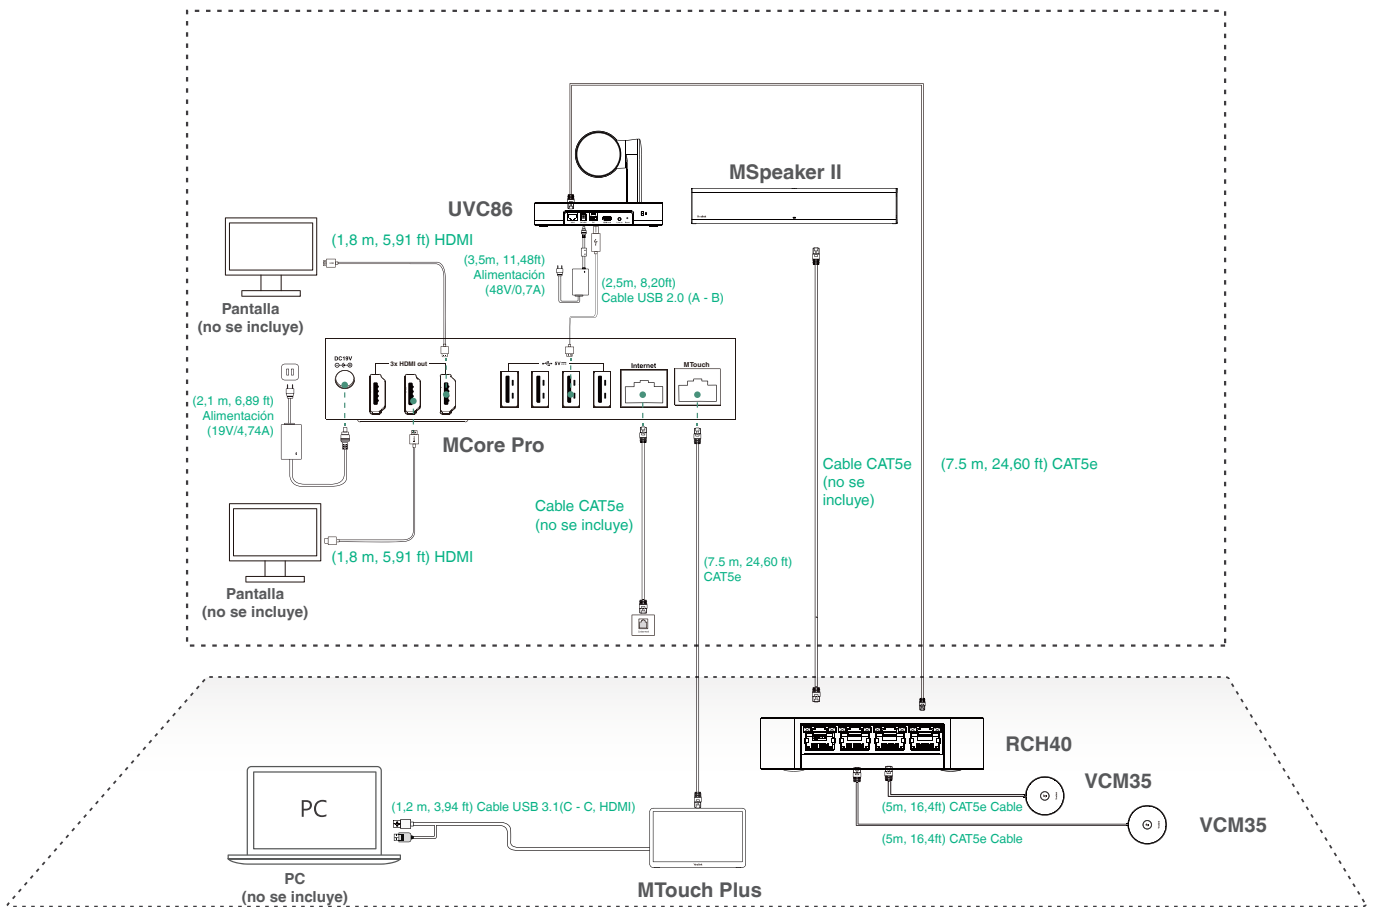 MSpeaker II
UVC86
(1,8 m, 5,91 ft) HDMI
(3,5m, 11,48ft)
Alimentación
(48V/0,7A)
(2,5m, 8,20ft)
Cable USB 2.0 (A - B)
Pantalla
(no se incluye)
DC19V
3x HDMI out
5V
Internet
MTouch
(2,1 m, 6,89 ft)
Alimentación
(19V/4,74A)
MCore Pro
Cable CAT5e
(no se
incluye)
(7.5 m, 24,60 ft) CAT5e
Cable CAT5e
(no se incluye)
(1,8 m, 5,91 ft) HDMI
(7.5 m, 24,60 ft)
CAT5e
Pantalla
(no se incluye)
RCH40
VCM35
PC
(1,2 m, 3,94 ft) Cable USB 3.1(C - C, HDMI)
(5m, 16,4ft) CAT5e Cable
VCM35
(5m, 16,4ft) CAT5e Cable
PC
(no se incluye)
MTouch Plus